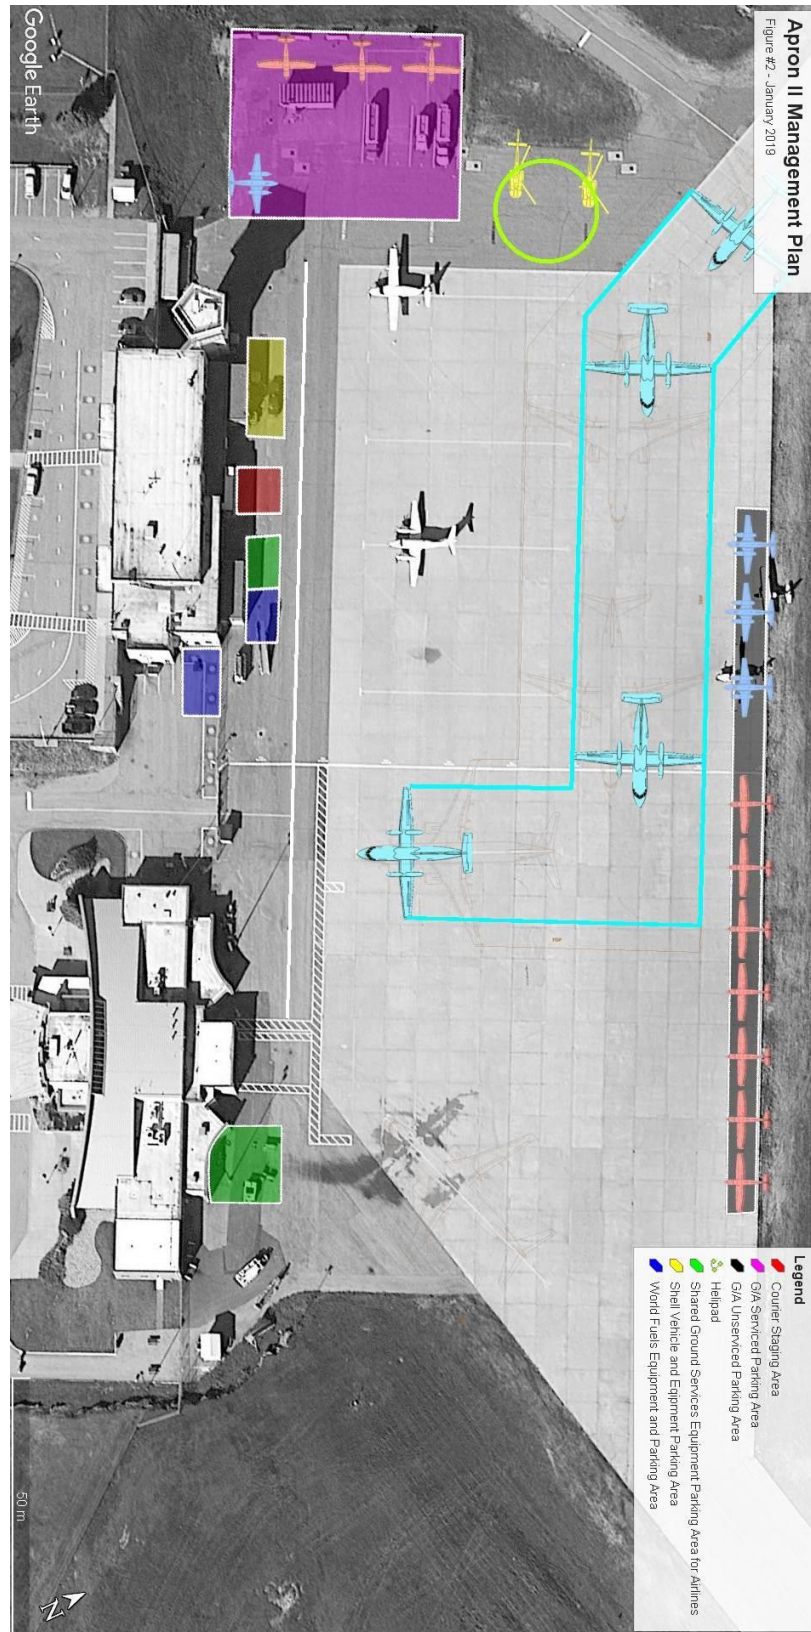 Apron II Management Plan
Figure #2 - January 2019
Legend
Courier Staging Area
G/A Serviced Parking Area
G/A Unserviced Parking Area
Helipad
Shared Ground Services Equipment Parking Area for Airlines
Shell Vehicle and Eqipment Parking Area
World Fuels Equipment and Parking Area
Google Earth
50 m
N